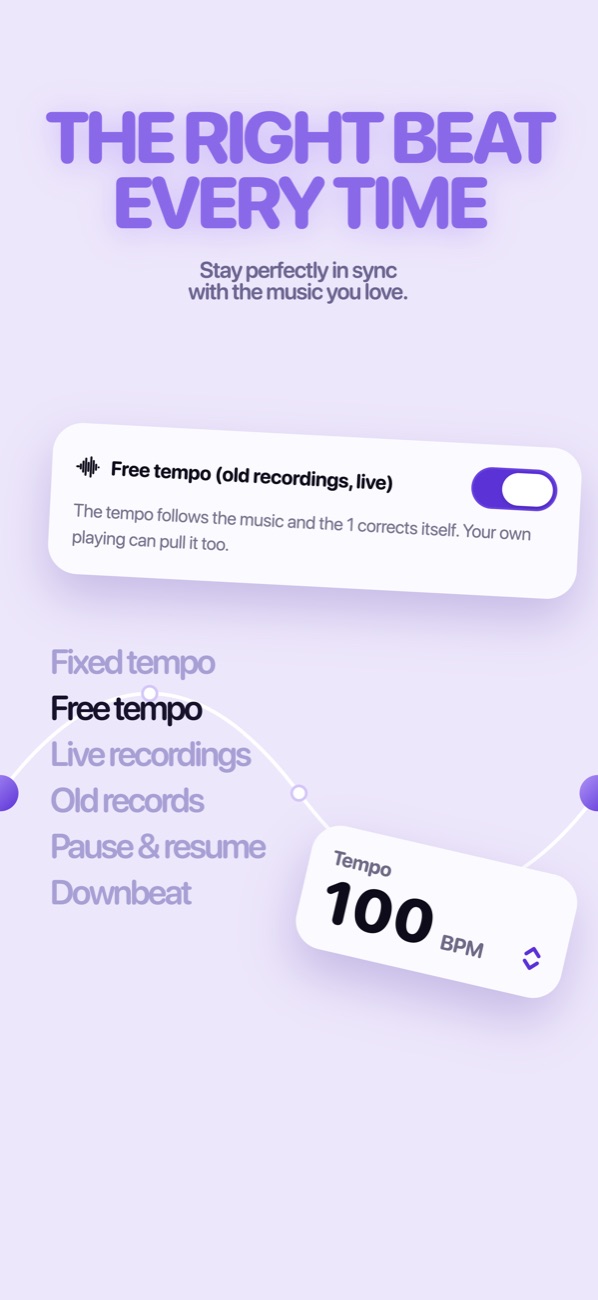 THE RIGHT BEAT
EVERY TIME
Stay perfectly in sync
with the music you love.
Free tempo (old recordings, live)
The tempo follows the music and the 1 corrects itself. Your own
playing can pull it too.
Fixed tempo
Free tempo
Live recordings
Old records
Pause & resume
Downbeat
Tempo
100 BPM